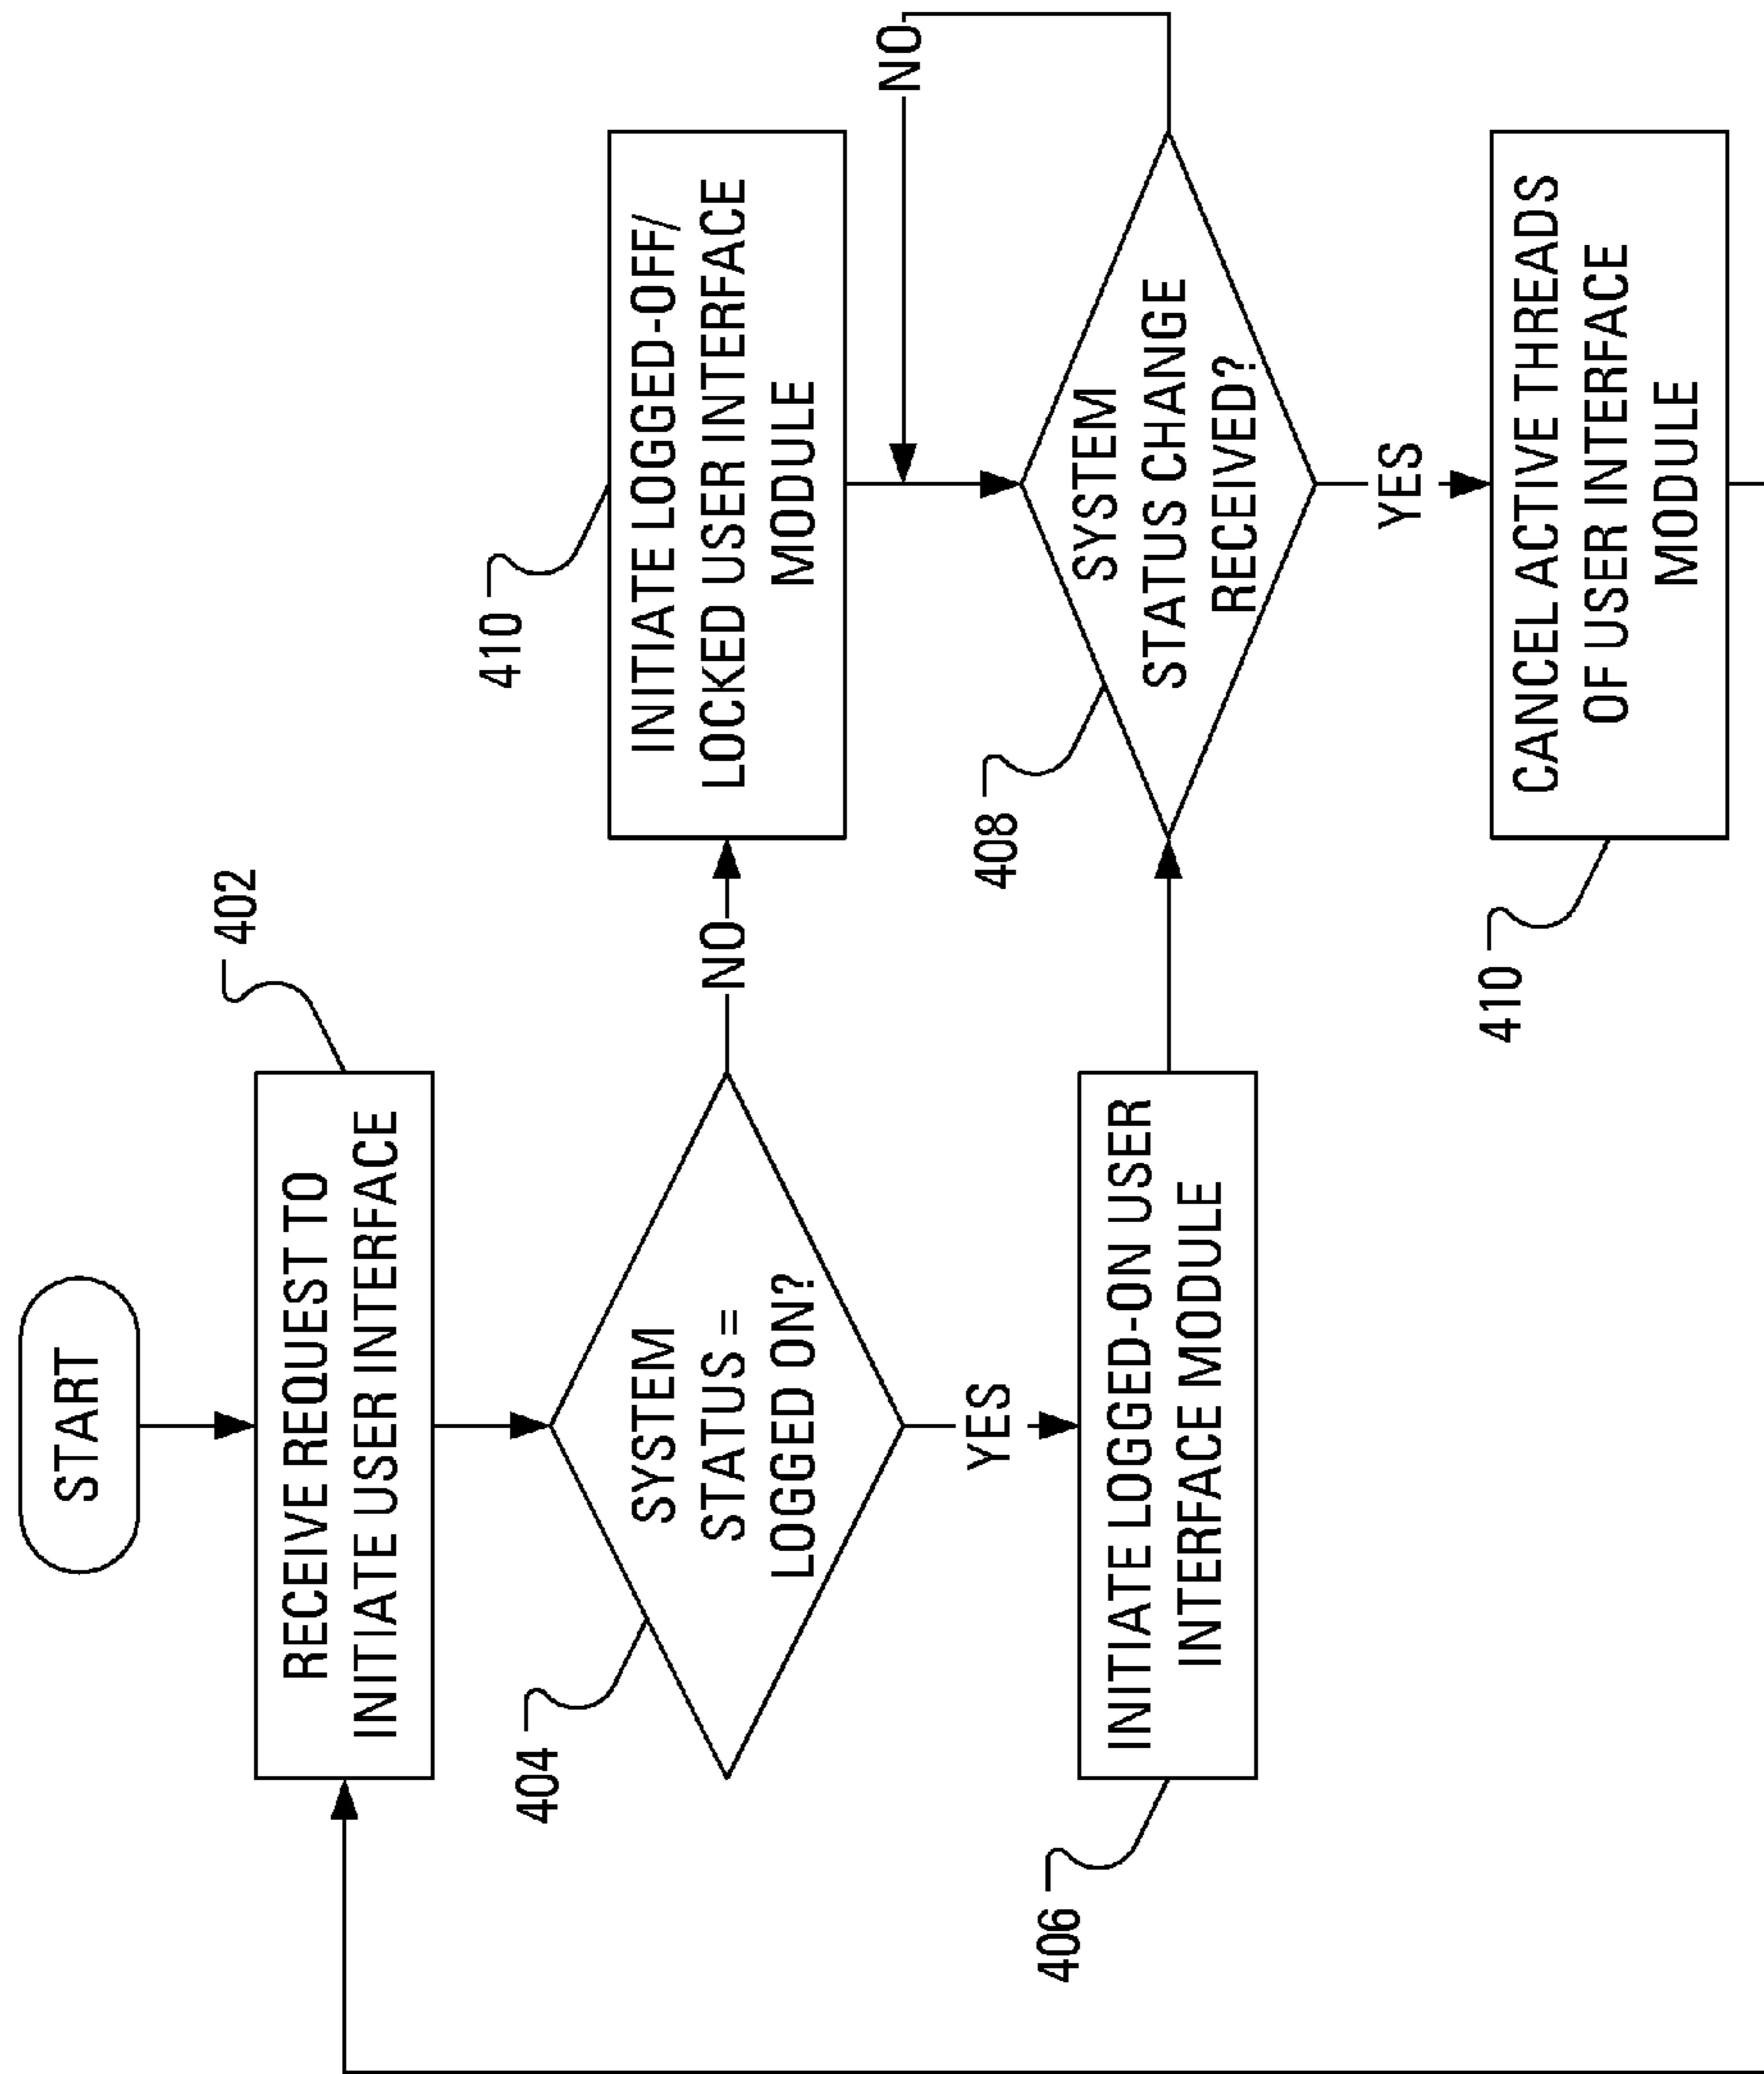 START
402
RECEIVE REQUEST TO
INITIATE USER INTERFACE
404
SYSTEM
STATUS =
LOGGED ON?
NO
YES
406
INITIATE LOGGED-ON USER
INTERFACE MODULE
410
INITIATE LOGGED-OFF/
LOCKED USER INTERFACE
MODULE
NO
408
SYSTEM
STATUS CHANGE
RECEIVED?
YES
410
CANCEL ACTIVE THREADS
OF USER INTERFACE
MODULE